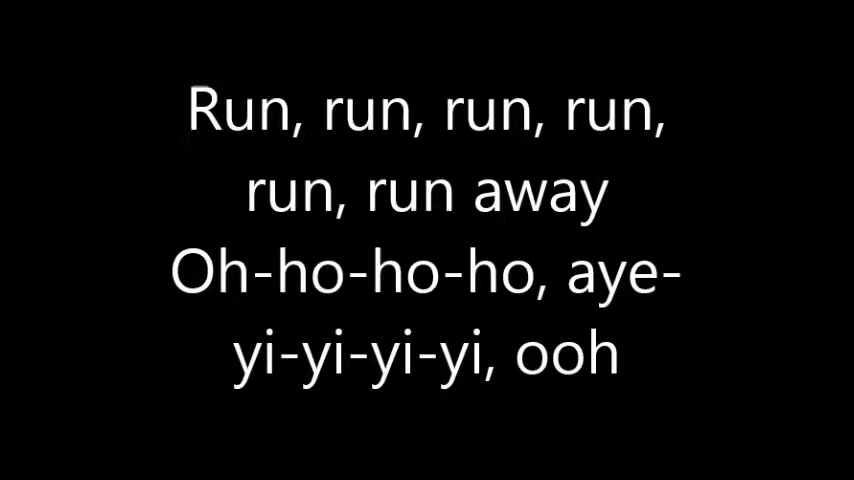 Run, run, run, run,
run, run away
Oh-ho-ho-ho, aye-
yi-yi-yi-yi, ooh